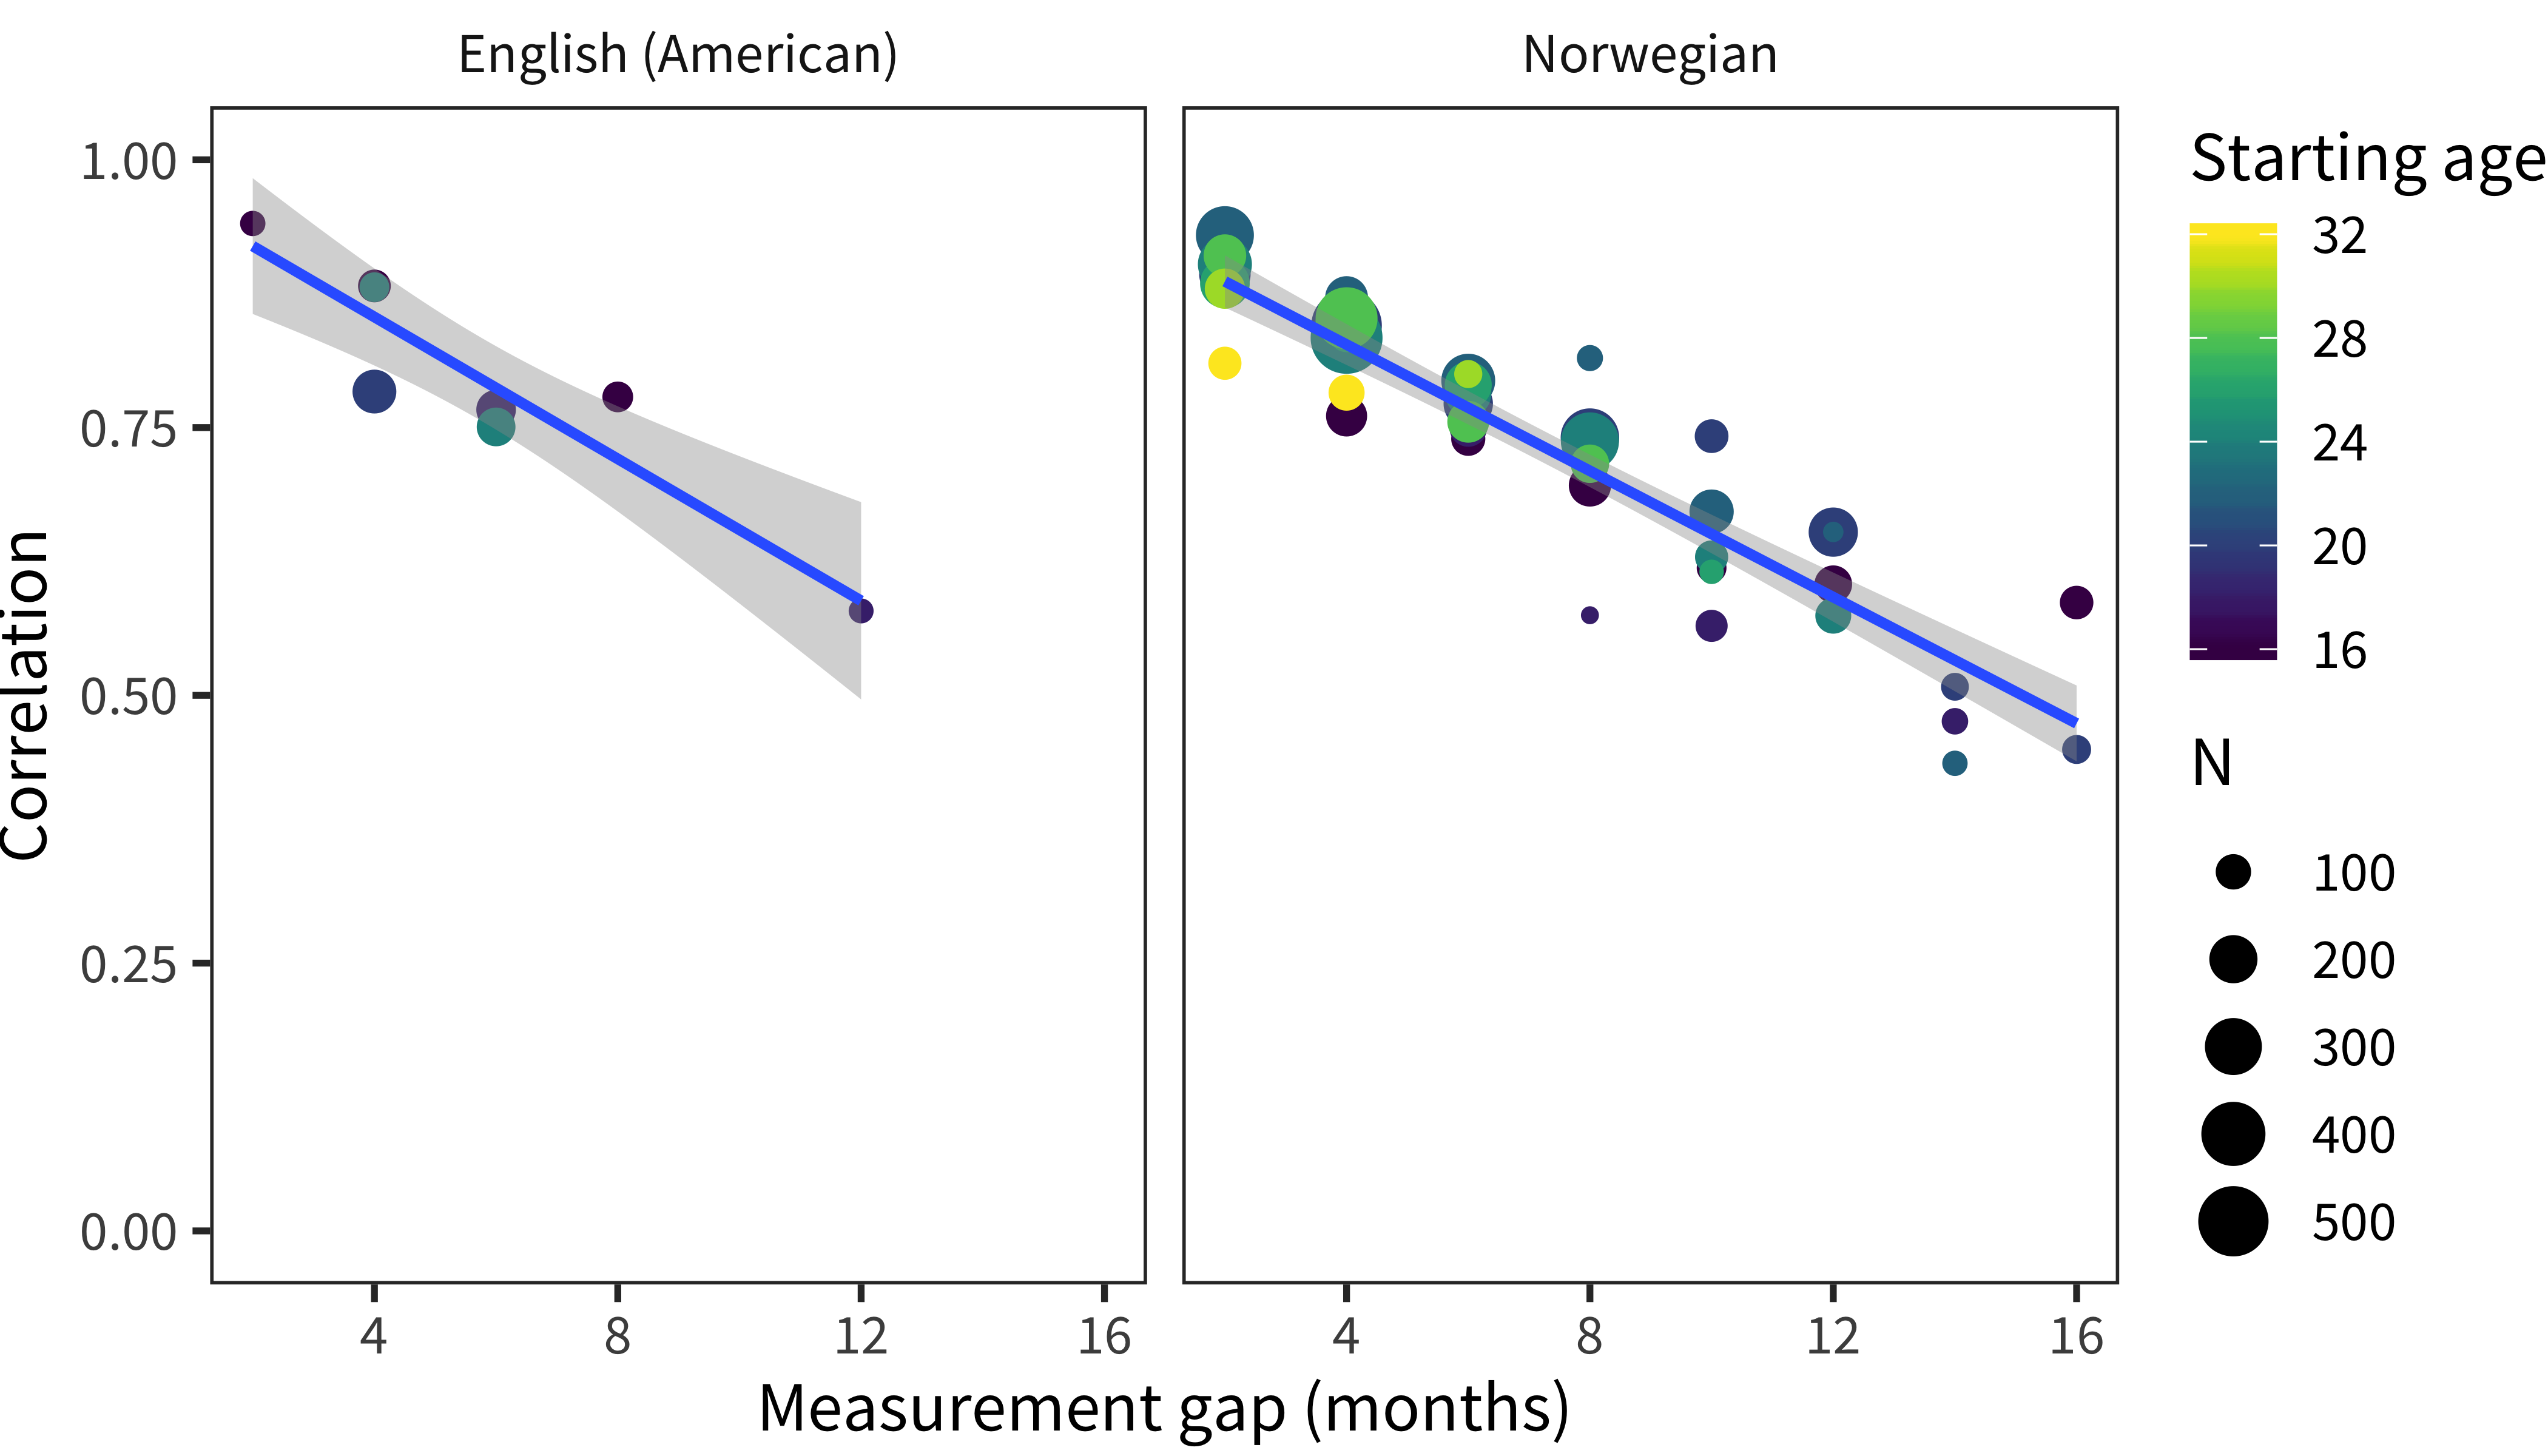 English (American)
Norwegian
Correlation
1.00
0.75
0.50
0.25
0.00
4 8 12 16
4 8 12 16
Measurement gap (months)
Starting age
32
28
24
20
16
N
100
200
300
400
500